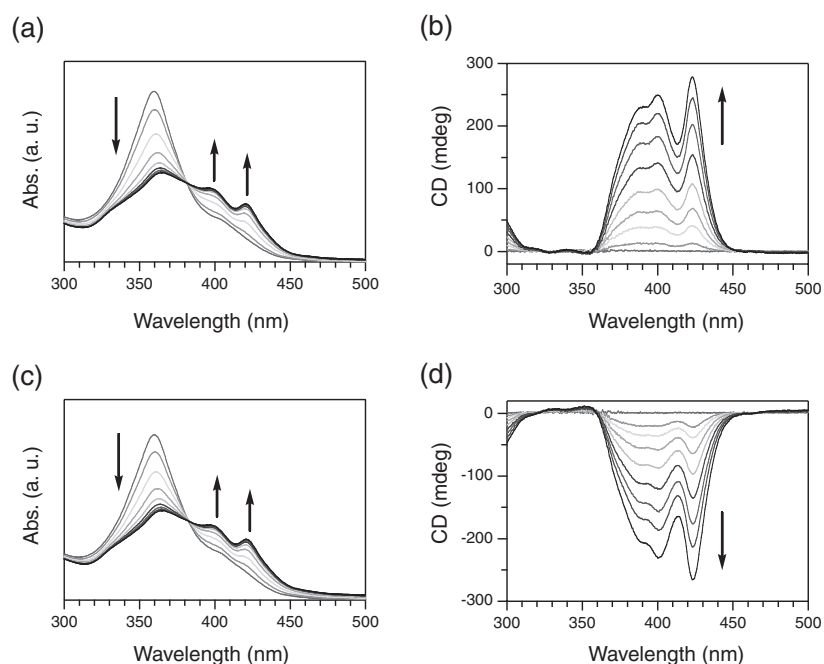 (a)
Abs. (a. u.)
300 350 400 450 500
Wavelength (nm)
(b)
CD (mdeg)
300
200
100
0
300 350 400 450 500
Wavelength (nm)
(c)
Abs. (a. u.)
300 350 400 450 500
Wavelength (nm)
(d)
CD (mdeg)
0
-100
-200
-300
300 350 400 450 500
Wavelength (nm)